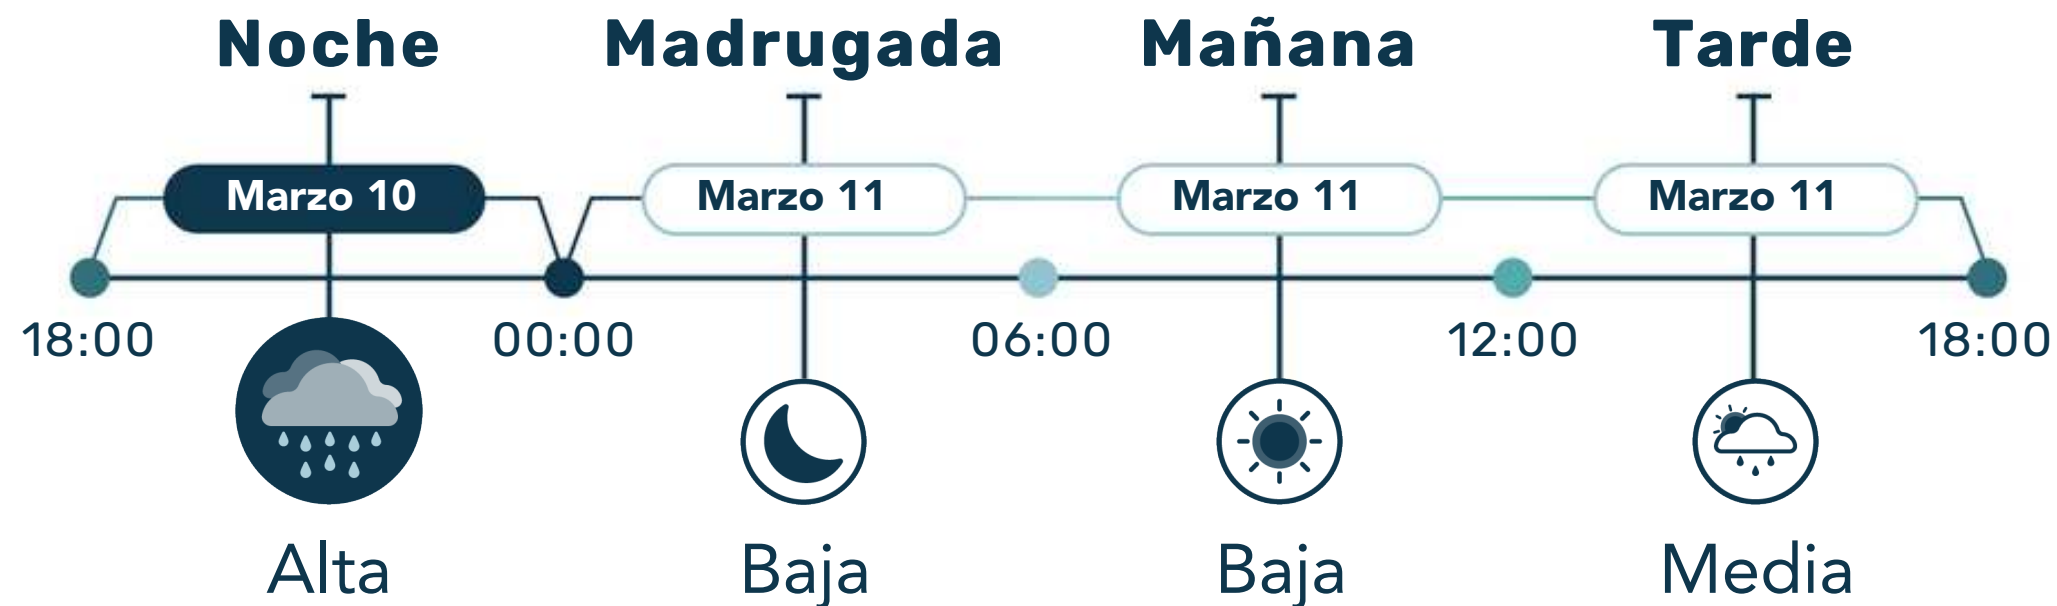 Noche Madrugada Mañana Tarde
Marzo 10 Marzo 11 Marzo 11 Marzo 11
18:00 00:00 06:00 12:00 18:00
Alta Baja Baja Media